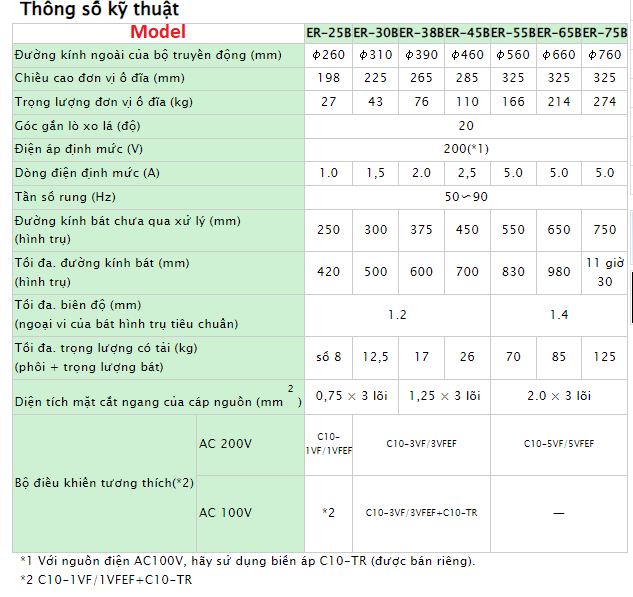 Thông số kỹ thuật
Model ER-25B ER-30B ER-38B ER-45B ER-55B ER-65B ER-75B
Đường kính ngoài của bộ truyền động (mm) φ260 φ310 φ390 φ460 φ560 φ660 φ760
Chiều cao đơn vị ổ đĩa (mm) 198 225 265 285 325 325 325
Trọng lượng đơn vị ổ đĩa (kg) 27 43 76 110 166 214 274
Góc gắn lò xo lá (độ) 20
Điện áp định mức (V) 200(*1)
Dòng điện định mức (A) 1.0 1,5 2.0 2,5 5.0 5.0 5.0
Tần số rung (Hz) 50～90
Đường kính bát chưa qua xử lý (mm)
(hình trụ) 250 300 375 450 550 650 750
Tối đa. đường kính bát (mm)
(hình trụ) 420 500 600 700 830 980 11 giờ
30
Tối đa. biên độ (mm)
(ngoại vi của bát hình trụ tiêu chuẩn) 1.2 1.4
Tối đa. trọng lượng có tải (kg)
(phôi + trọng lượng bát) số 8 12,5 17 26 70 85 125
Diện tích mặt cắt ngang của cáp nguồn (mm 2 ) 0,75 × 3 lõi 1,25 × 3 lõi 2.0 × 3 lõi
Bộ điều khiển tương thích(*2)
AC 200V C10-
1VF/1VFEF C10-3VF/3VFEF C10-5VF/5VFEF
AC 100V *2 C10-3VF/3VFEF+C10-TR —
*1 Với nguồn điện AC100V, hãy sử dụng biến áp C10-TR (được bán riêng).
*2 C10-1VF/1VFEF+C10-TR